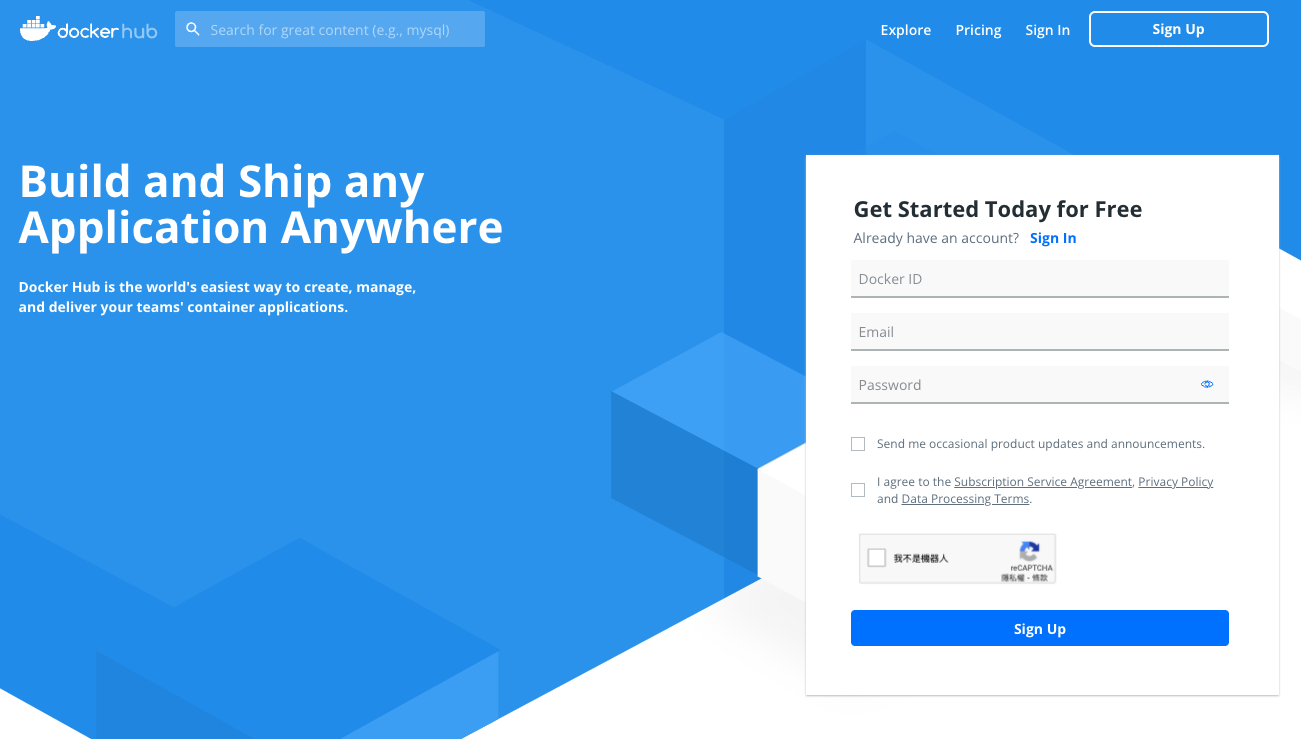 docker hub
Search for great content (e.g., mysql)
Explore
Pricing
Sign In
Sign Up
Build and Ship any
Application Anywhere
Docker Hub is the world's easiest way to create, manage,
and deliver your teams' container applications.
Get Started Today for Free
Already have an account? Sign In
Docker ID
Email
Password
Send me occasional product updates and announcements.
I agree to the Subscription Service Agreement, Privacy Policy
and Data Processing Terms.
我不是機器人
reCAPTCHA
隱私權 - 條款
Sign Up